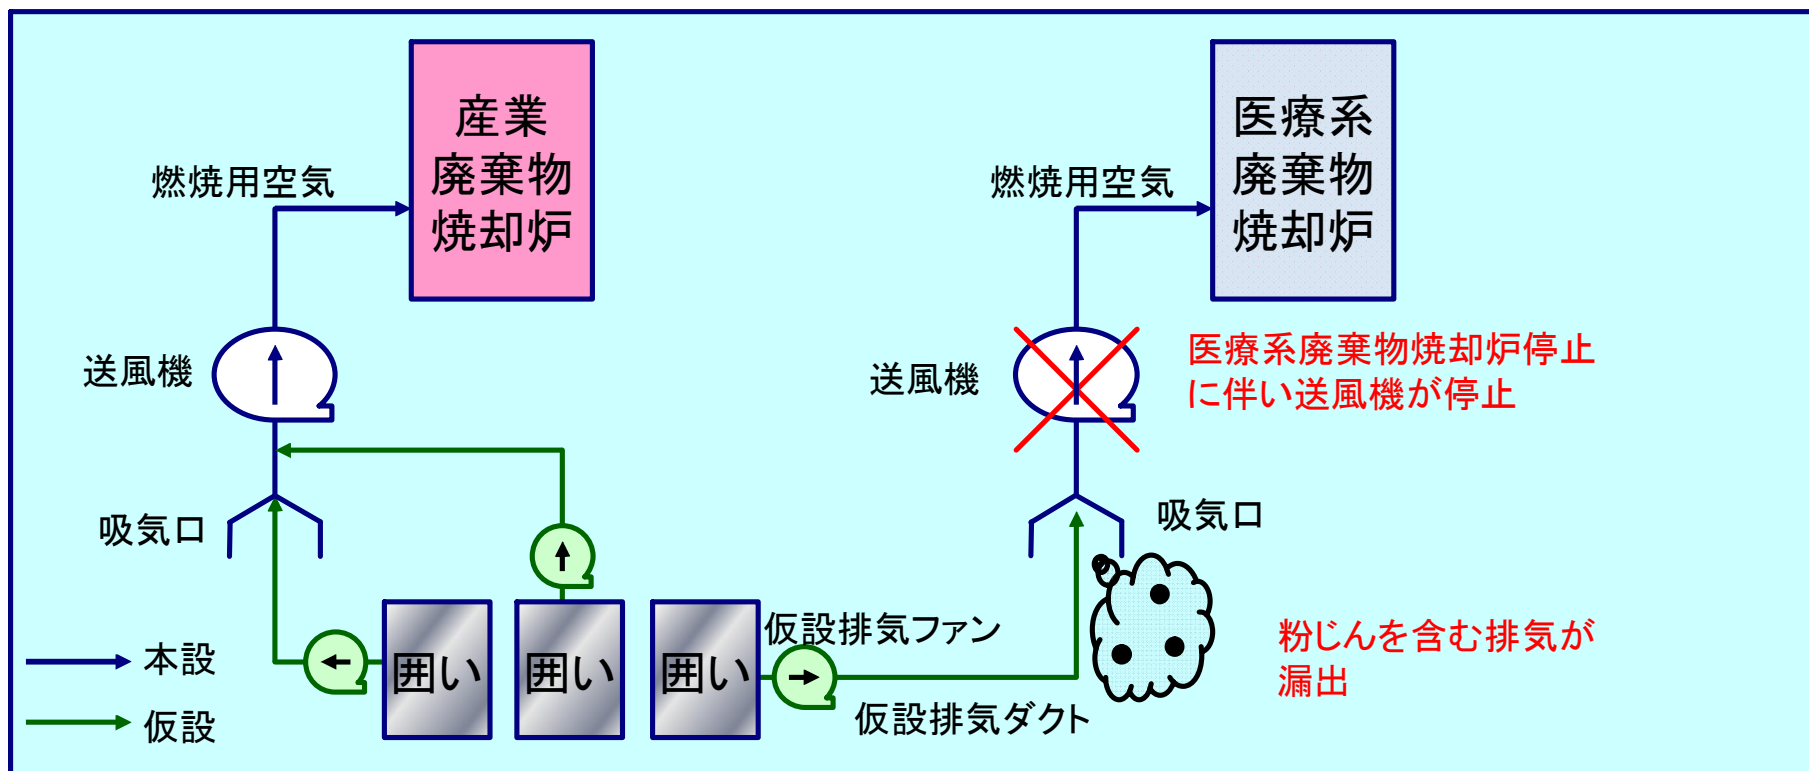 産業
廃棄物
焼却炉
医療系
廃棄物
焼却炉
燃焼用空気
燃焼用空気
送風機
送風機
医療系廃棄物焼却炉停止
に伴い送風機が停止
吸気口
吸気口
仮設排気ファン
囲い
囲い
囲い
粉じんを含む排気が
漏出
本設
仮設
仮設排気ダクト